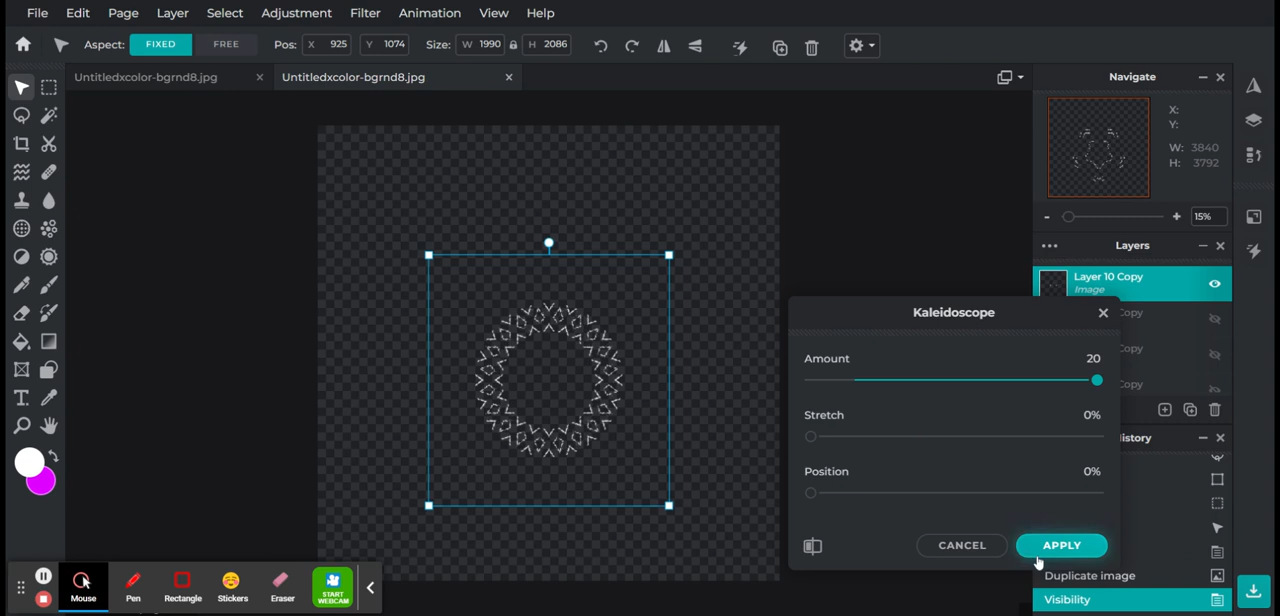 File Edit Page Layer Select Adjustment Filter Animation View Help
Aspect: FIXED FREE Pos: X 925 Y 1074 Size: W 1990 H 2086
Untitledxcolor-bgrnd8.jpg Untitledxcolor-bgrnd8.jpg
Navigate
X:
Y:
W: 3840
H: 3792
- + 15%
Layers
Layer 10 Copy
Image
Copy
Copy
Copy
Kaleidoscope
Amount 20
Stretch 0%
Position 0%
CANCEL APPLY
istory
Duplicate image
Visibility
Mouse Pen Rectangle Stickers Eraser START WEBCAM